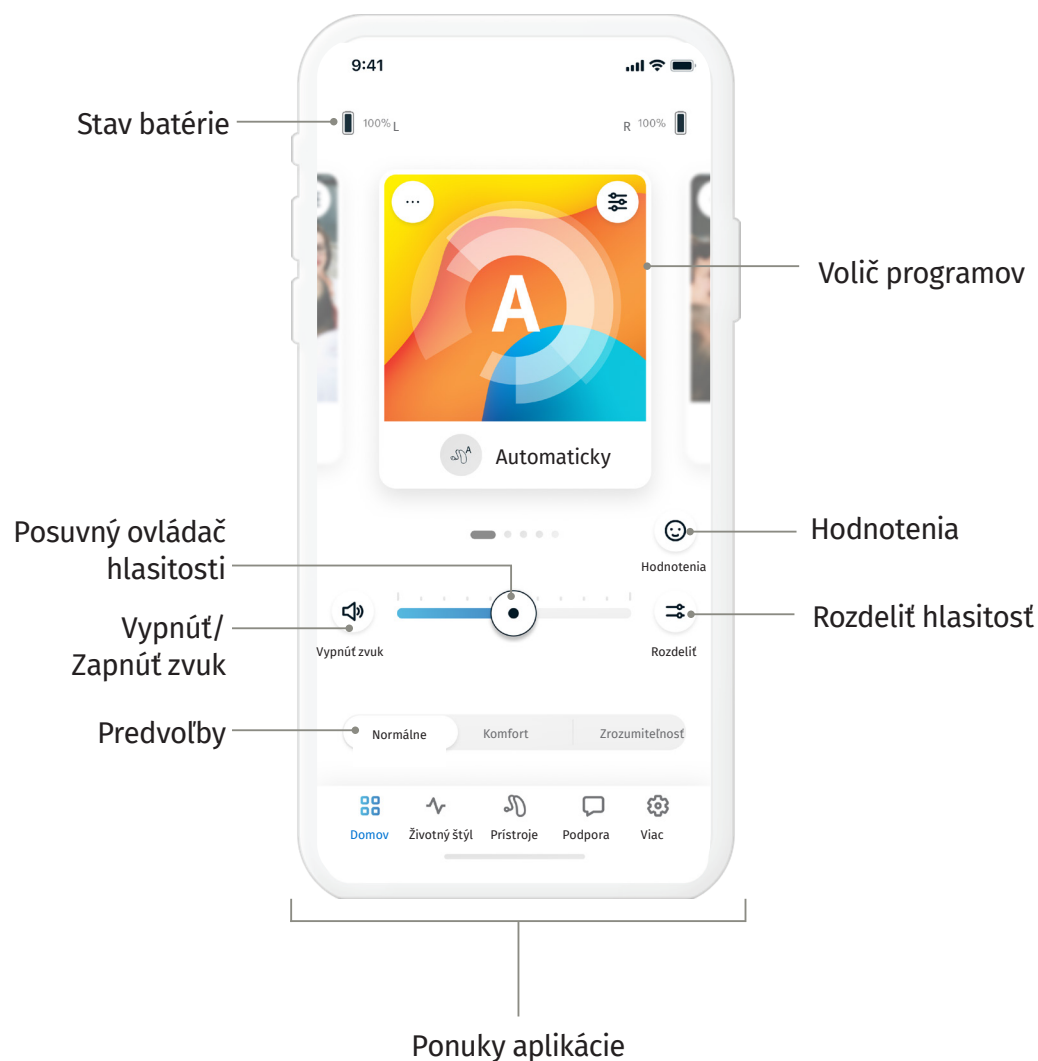 9:41
Stav batérie
100% L
R 100%
...
A
Volič programov
A
Automaticky
Posuvný ovládač
hlasitosti
Hodnotenia
Hodnotenia
Vypnúť/
Zapnúť zvuk
Vypnúť zvuk
Rozdeliť
Rozdeliť hlasitosť
Predvoľby
Normálne
Komfort
Zrozumiteľnosť
Domov
Životný štýl
Prístroje
Podpora
Viac
Ponuky aplikácie